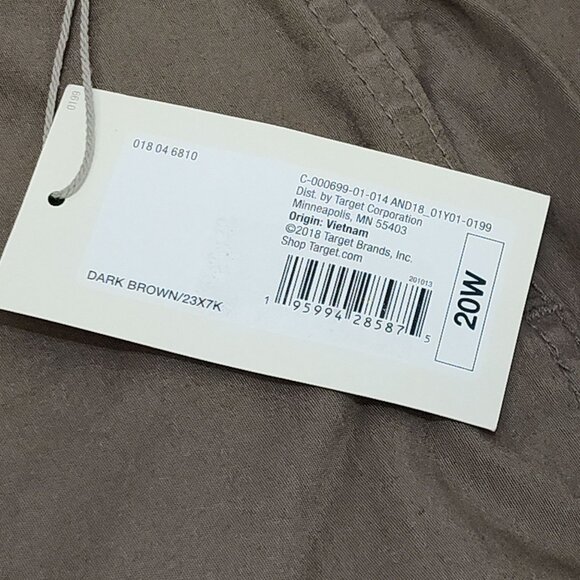 0199
018 04 6810
C-000699-01-014 AND18_01Y01-0199
Dist. by Target Corporation
Minneapolis, MN 55403
Origin: Vietnam
©2018 Target Brands, Inc.
Shop Target.com
201013
1 95994 28587 5
20W
DARK BROWN/23X7K